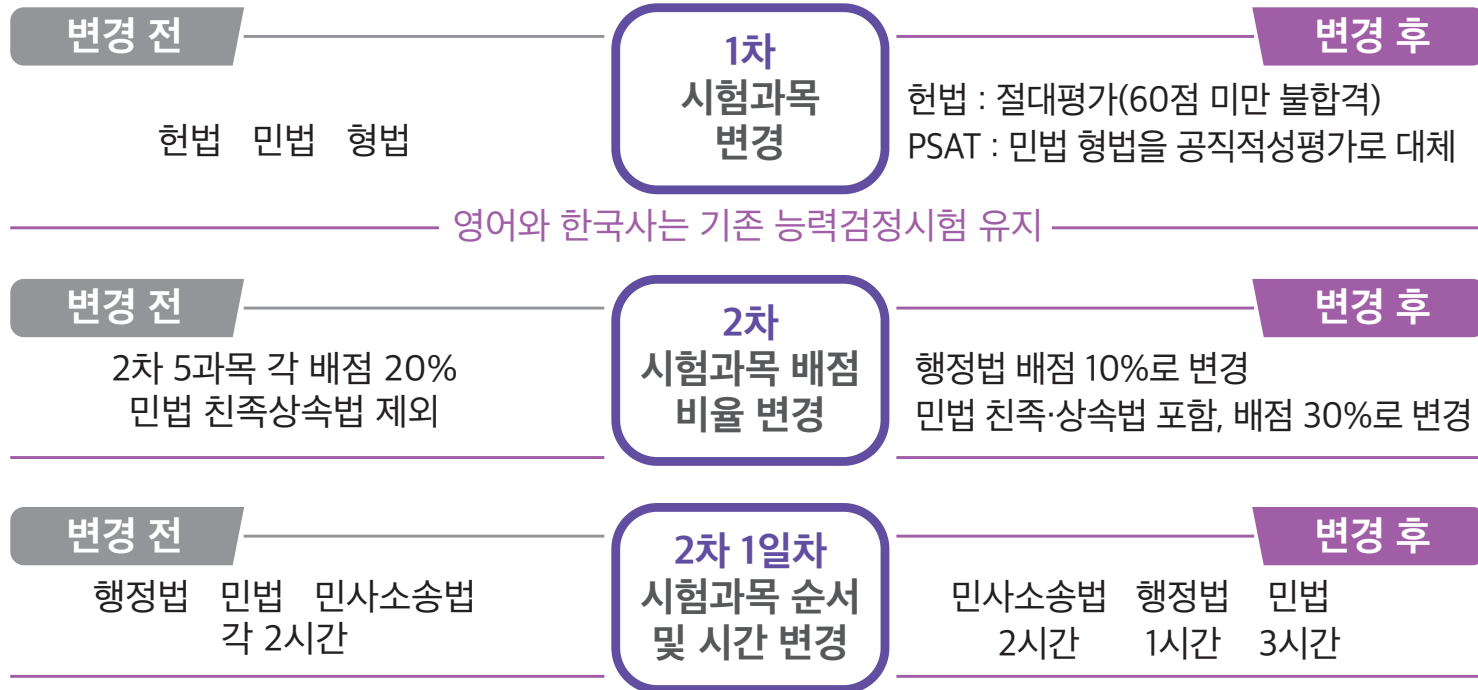 변경 전
헌법 민법 형법
1차
시험과목
변경
변경 후
헌법 : 절대평가(60점 미만 불합격)
PSAT : 민법 형법을 공직적성평가로 대체
영어와 한국사는 기존 능력검정시험 유지
변경 전
2차 5과목 각 배점 20%
민법 친족상속법 제외
2차
시험과목 배점
비율 변경
변경 후
행정법 배점 10%로 변경
민법 친족·상속법 포함, 배점 30%로 변경
변경 전
행정법 민법 민사소송법
각 2시간
2차 1일차
시험과목 순서
및 시간 변경
변경 후
민사소송법 행정법 민법
2시간 1시간 3시간